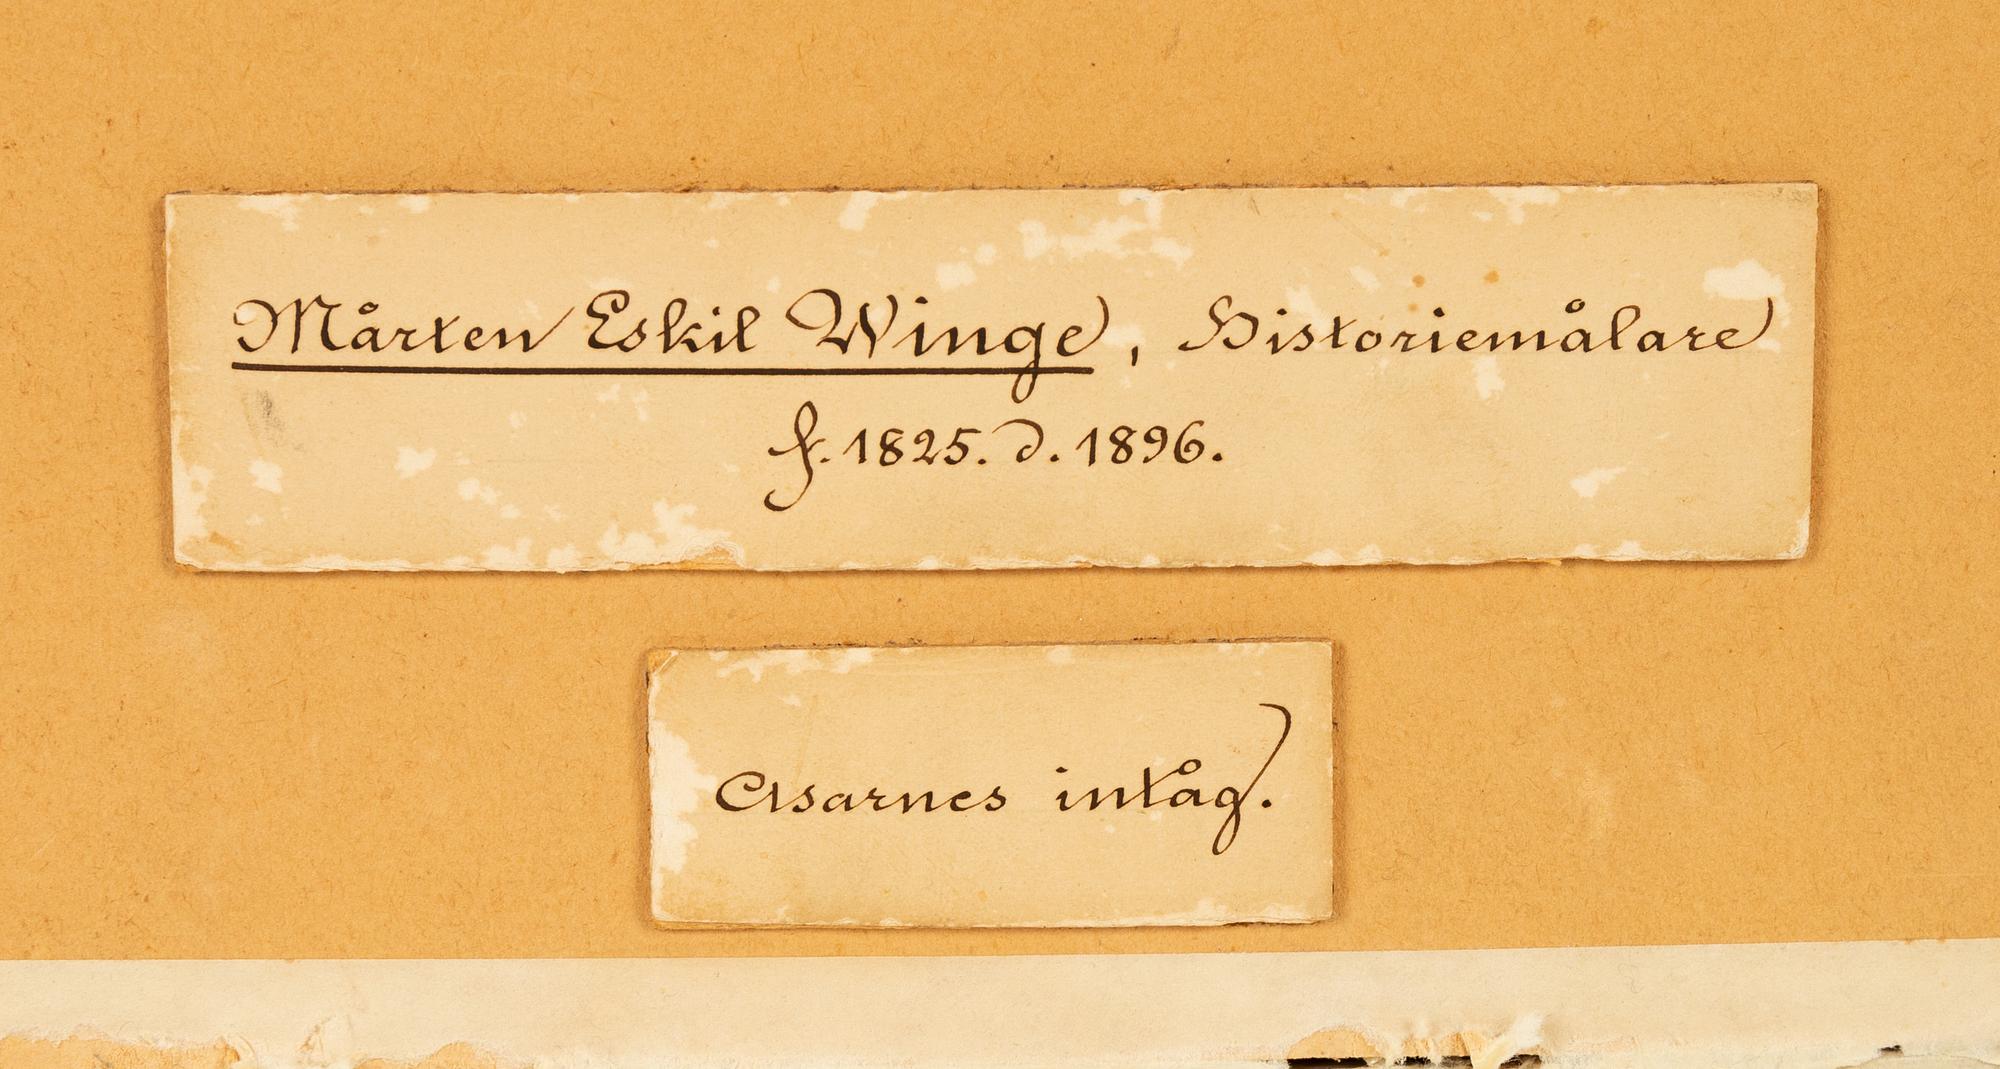 Mårten Eskil Winge, Historiemålare
f. 1825. d. 1896.
Asarnes intåg.